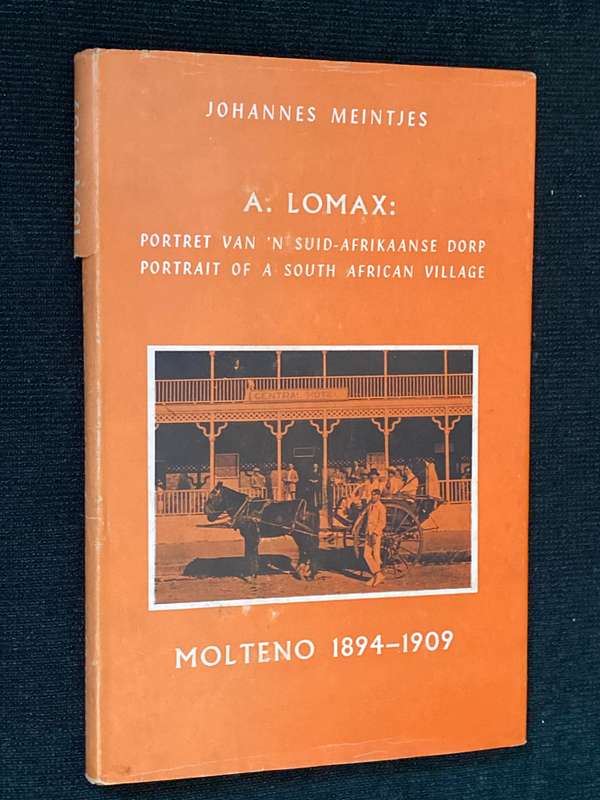 JOHANNES MEINTJES
A. LOMAX:
PORTRET VAN 'N SUID-AFRIKAANSE DORP
PORTRAIT OF A SOUTH AFRICAN VILLAGE
CENTRAL HOTEL
MOLTENO 1894–1909